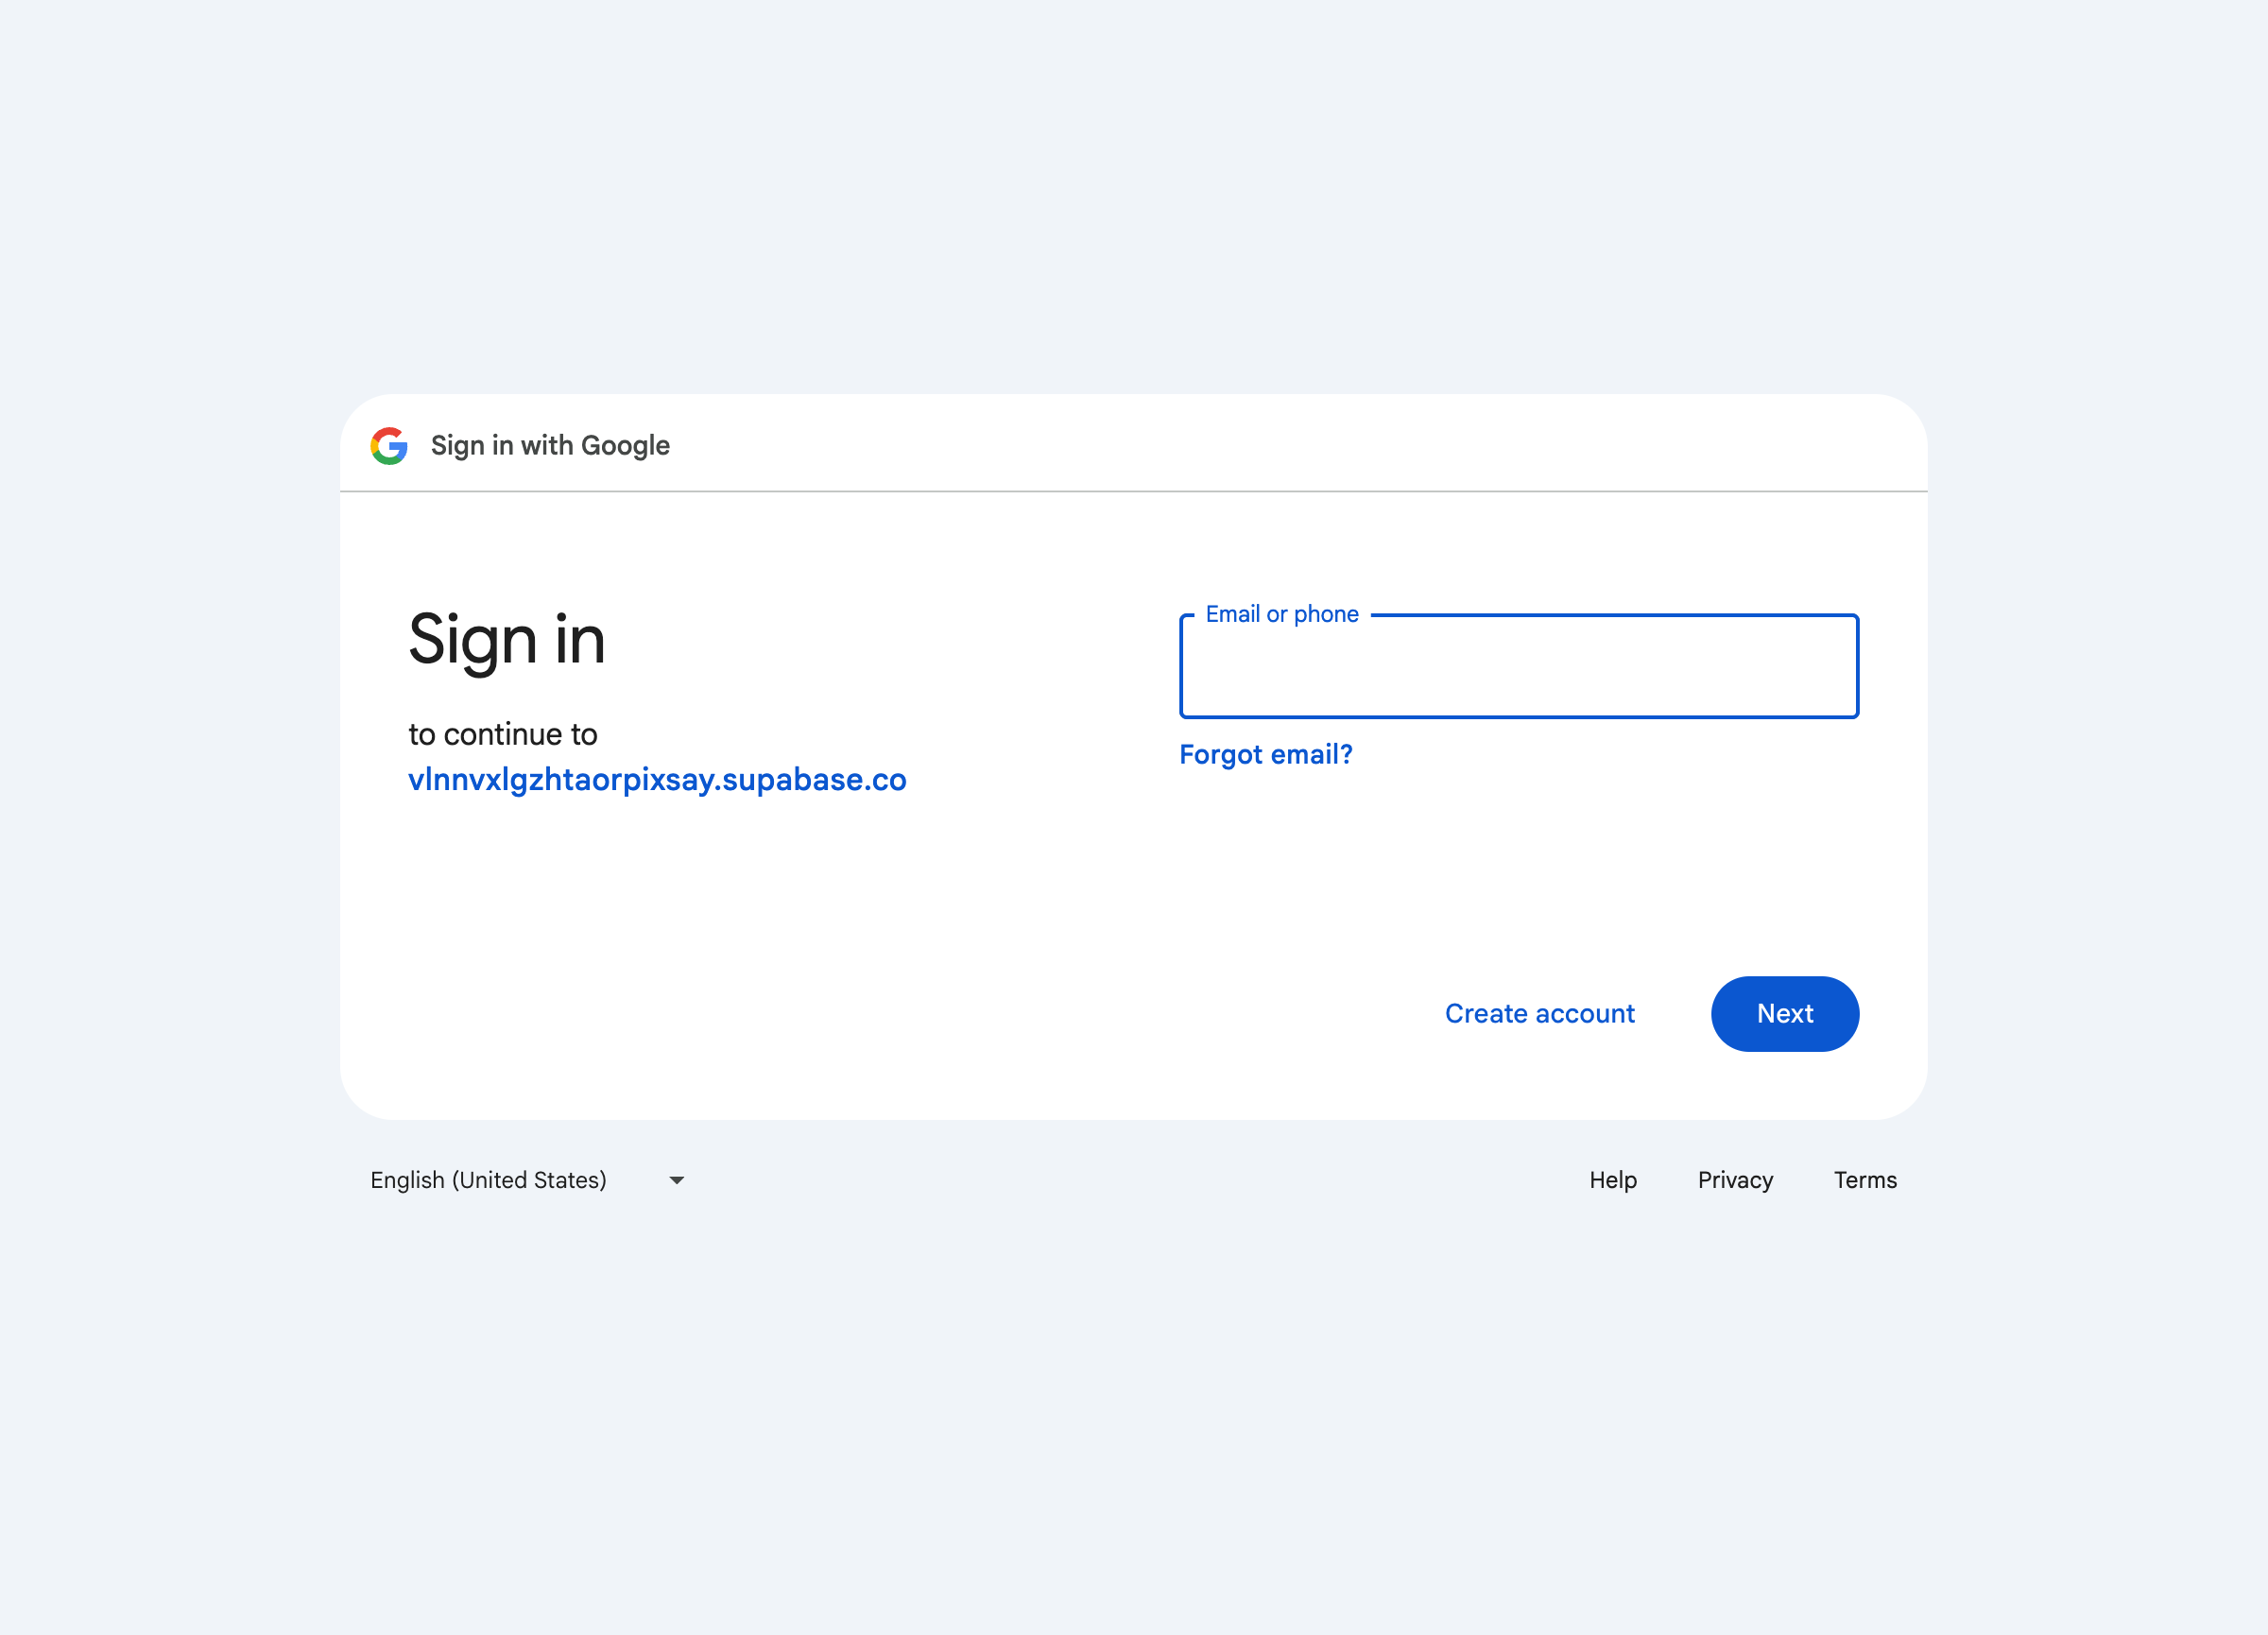 Sign in with Google
Sign in
to continue to
vlnnvxlgzhtaorpixsay.supabase.co
Email or phone
Forgot email?
Create account
Next
English (United States)
Help
Privacy
Terms